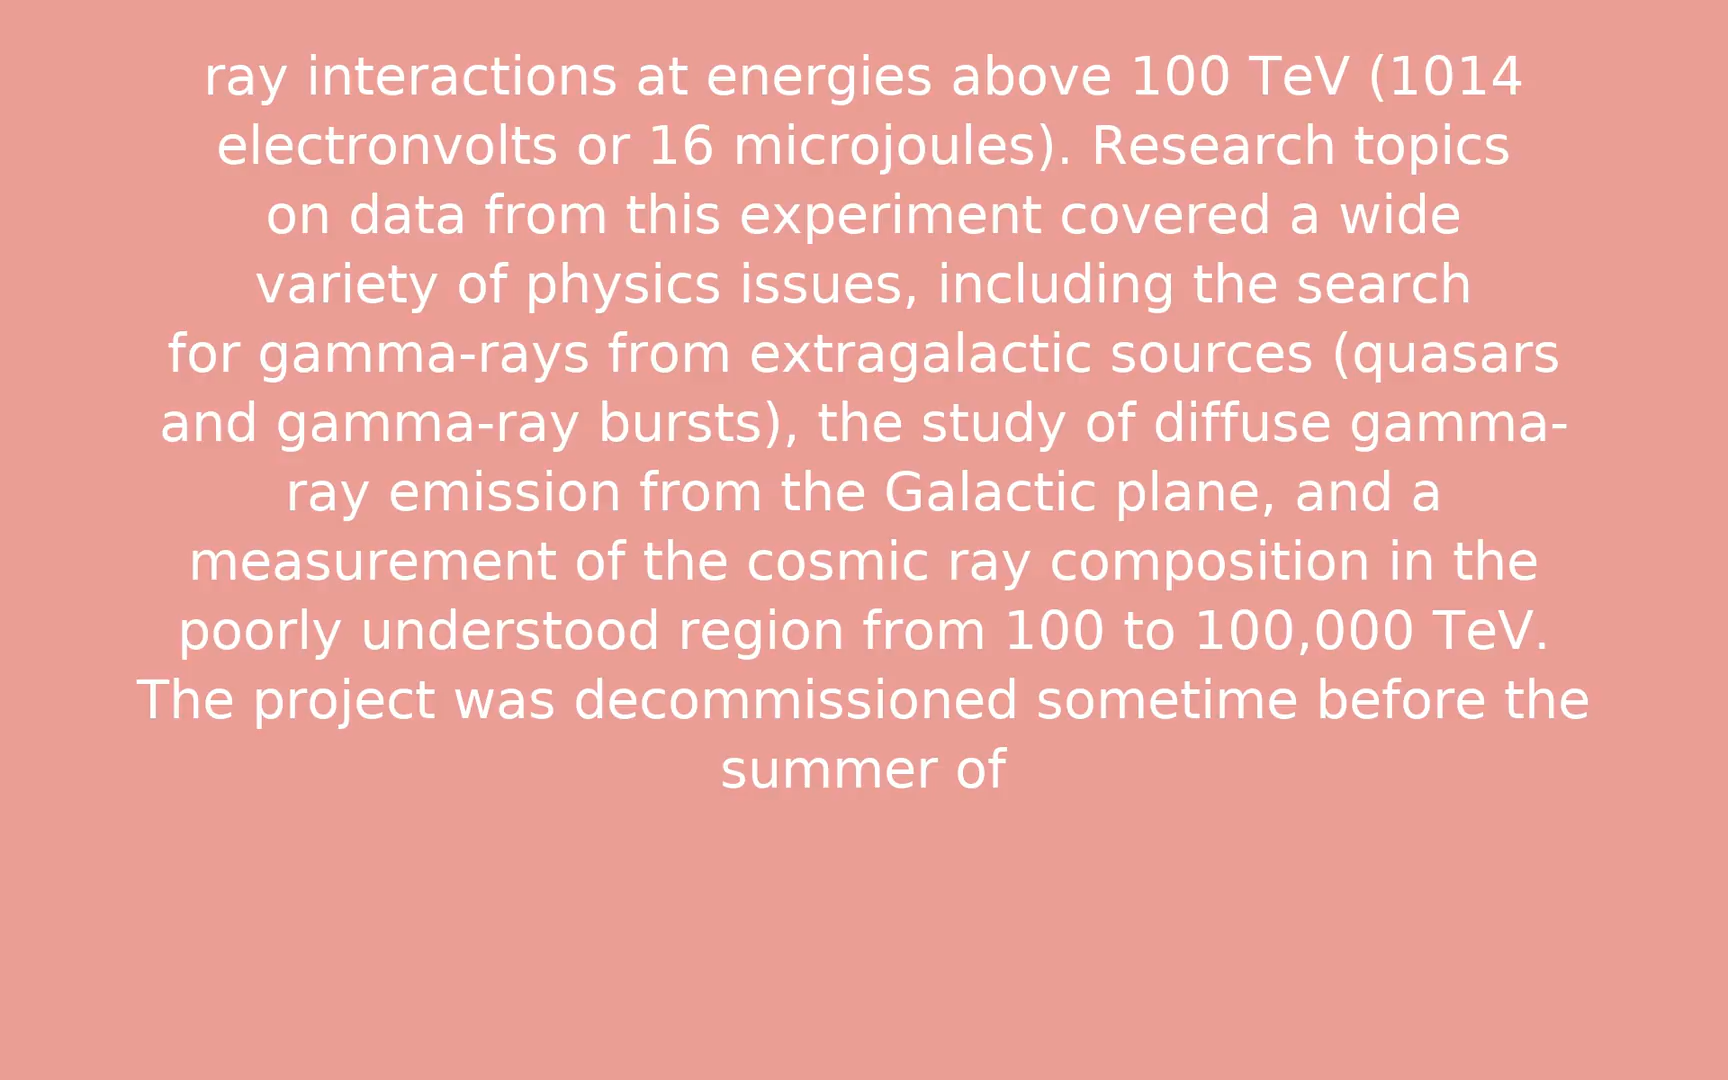 ray interactions at energies above 100 TeV (1014
electronvolts or 16 microjoules). Research topics
on data from this experiment covered a wide
variety of physics issues, including the search
for gamma-rays from extragalactic sources (quasars
and gamma-ray bursts), the study of diffuse gamma-
ray emission from the Galactic plane, and a
measurement of the cosmic ray composition in the
poorly understood region from 100 to 100,000 TeV.
The project was decommissioned sometime before the
summer of